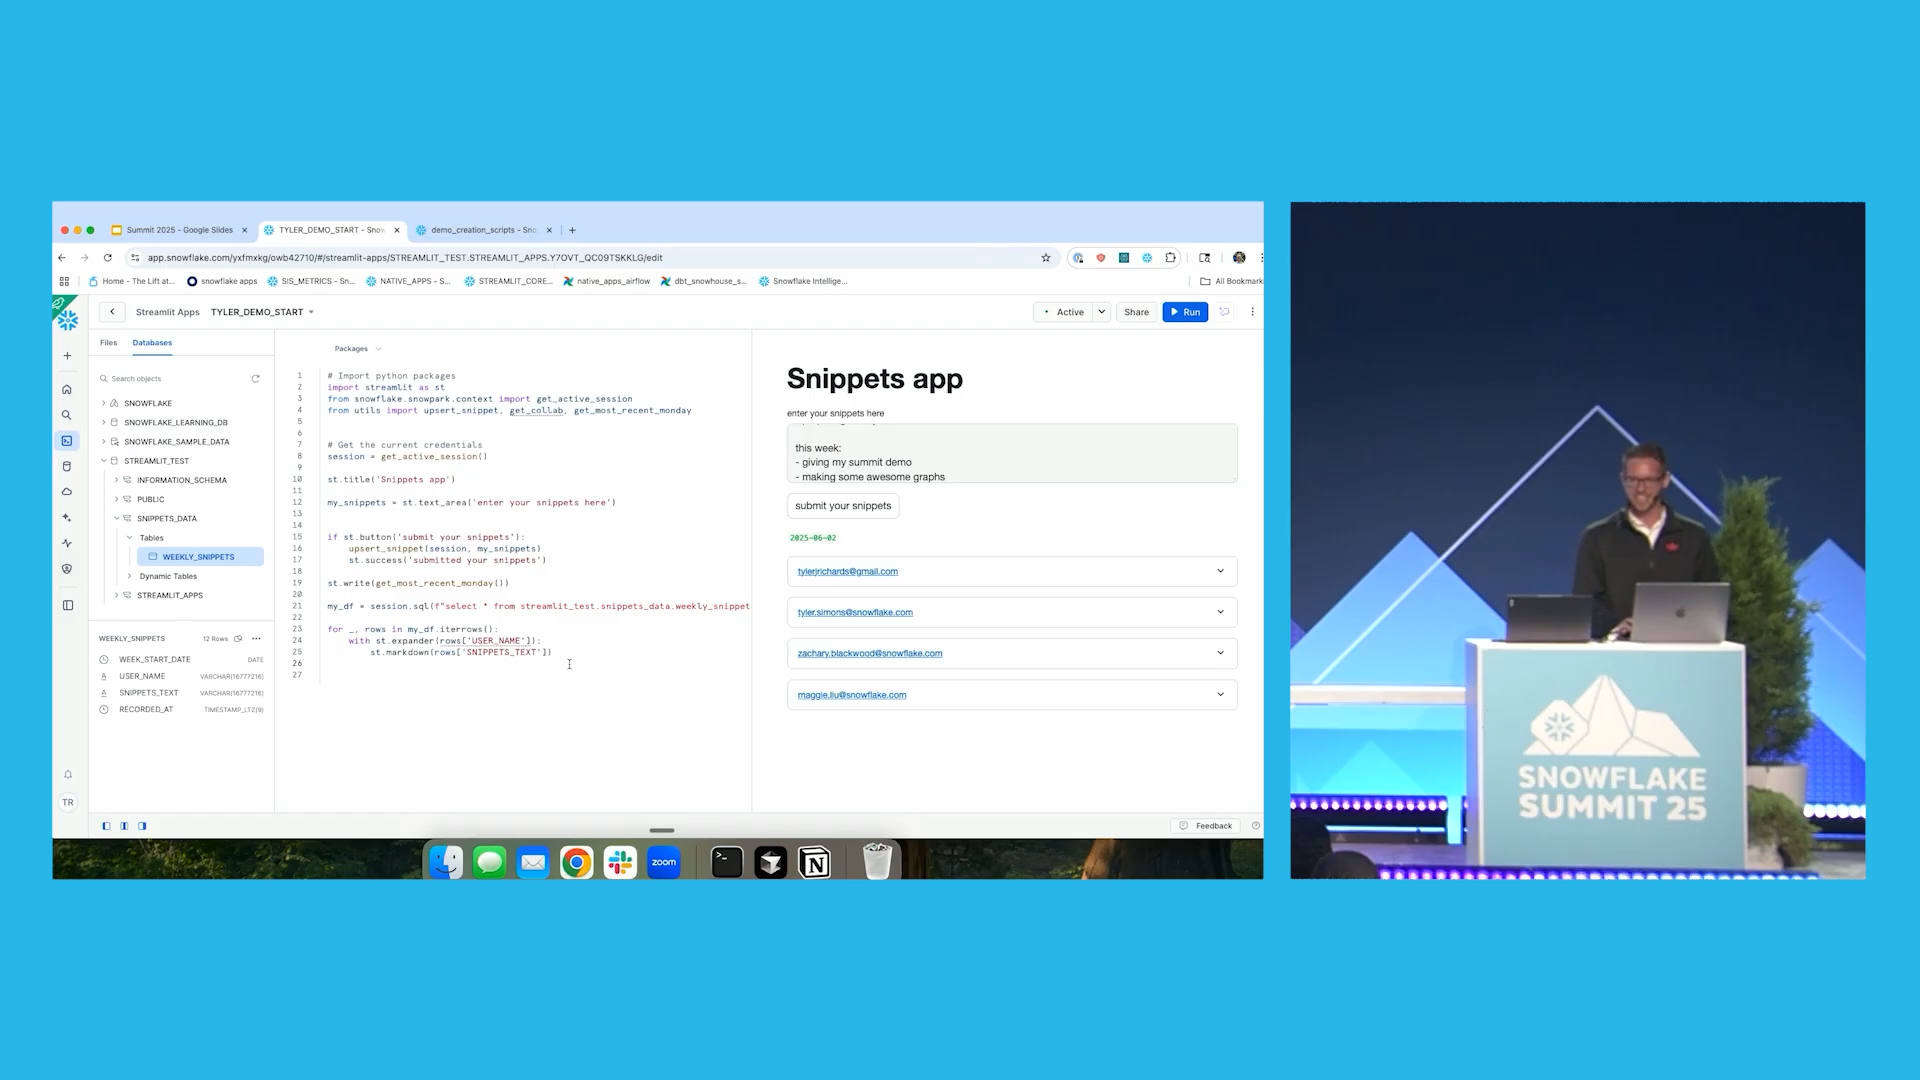 Summit 2025 - Google Slides
TYLER_DEMO_START - Snow
demo_creation_scripts - Sno
app.snowflake.com/yxfmxkg/owb42710/#/streamlit-apps/STREAMLIT_TEST.STREAMLIT_APPS.Y7OVT_QC09TSKKLG/edit
Home - The Lift at...
snowflake apps
SIS_METRICS - Sn...
NATIVE_APPS - S...
STREAMLIT_CORE...
native_apps_airflow
dbt_snowhouse_s...
Snowflake Intellige...
All Bookmark
Streamlit Apps
TYLER_DEMO_START
Active
Share
Run
Files
Databases
Search objects
SNOWFLAKE
SNOWFLAKE_LEARNING_DB
SNOWFLAKE_SAMPLE_DATA
STREAMLIT_TEST
INFORMATION_SCHEMA
PUBLIC
SNIPPETS_DATA
Tables
WEEKLY_SNIPPETS
Dynamic Tables
STREAMLIT_APPS
WEEKLY_SNIPPETS 12 Rows
WEEK_START_DATE DATE
USER_NAME VARCHAR(16777216)
SNIPPETS_TEXT VARCHAR(16777216)
RECORDED_AT TIMESTAMP_LTZ(9)
TR
Packages
1 # Import python packages
2 import streamlit as st
3 from snowflake.snowpark.context import get_active_session
4 from utils import upsert_snippet, get_collab, get_most_recent_monday
5
6
7 # Get the current credentials
8 session = get_active_session()
9
10 st.title('Snippets app')
11
12 my_snippets = st.text_area('enter your snippets here')
13
14
15 if st.button('submit your snippets'):
16 upsert_snippet(session, my_snippets)
17 st.success('submitted your snippets')
18
19 st.write(get_most_recent_monday())
20
21 my_df = session.sql(f"select * from streamlit_test.snippets_data.weekly_snippet
22
23 for _, rows in my_df.iterrows():
24 with st.expander(rows['USER_NAME']):
25 st.markdown(rows['SNIPPETS_TEXT'])
26
27
Snippets app
enter your snippets here
this week:
- giving my summit demo
- making some awesome graphs
submit your snippets
2025-06-02
tylerjrichards@gmail.com
tyler.simons@snowflake.com
zachary.blackwood@snowflake.com
maggie.liu@snowflake.com
Feedback
zoom
SNOWFLAKE
SUMMIT 25